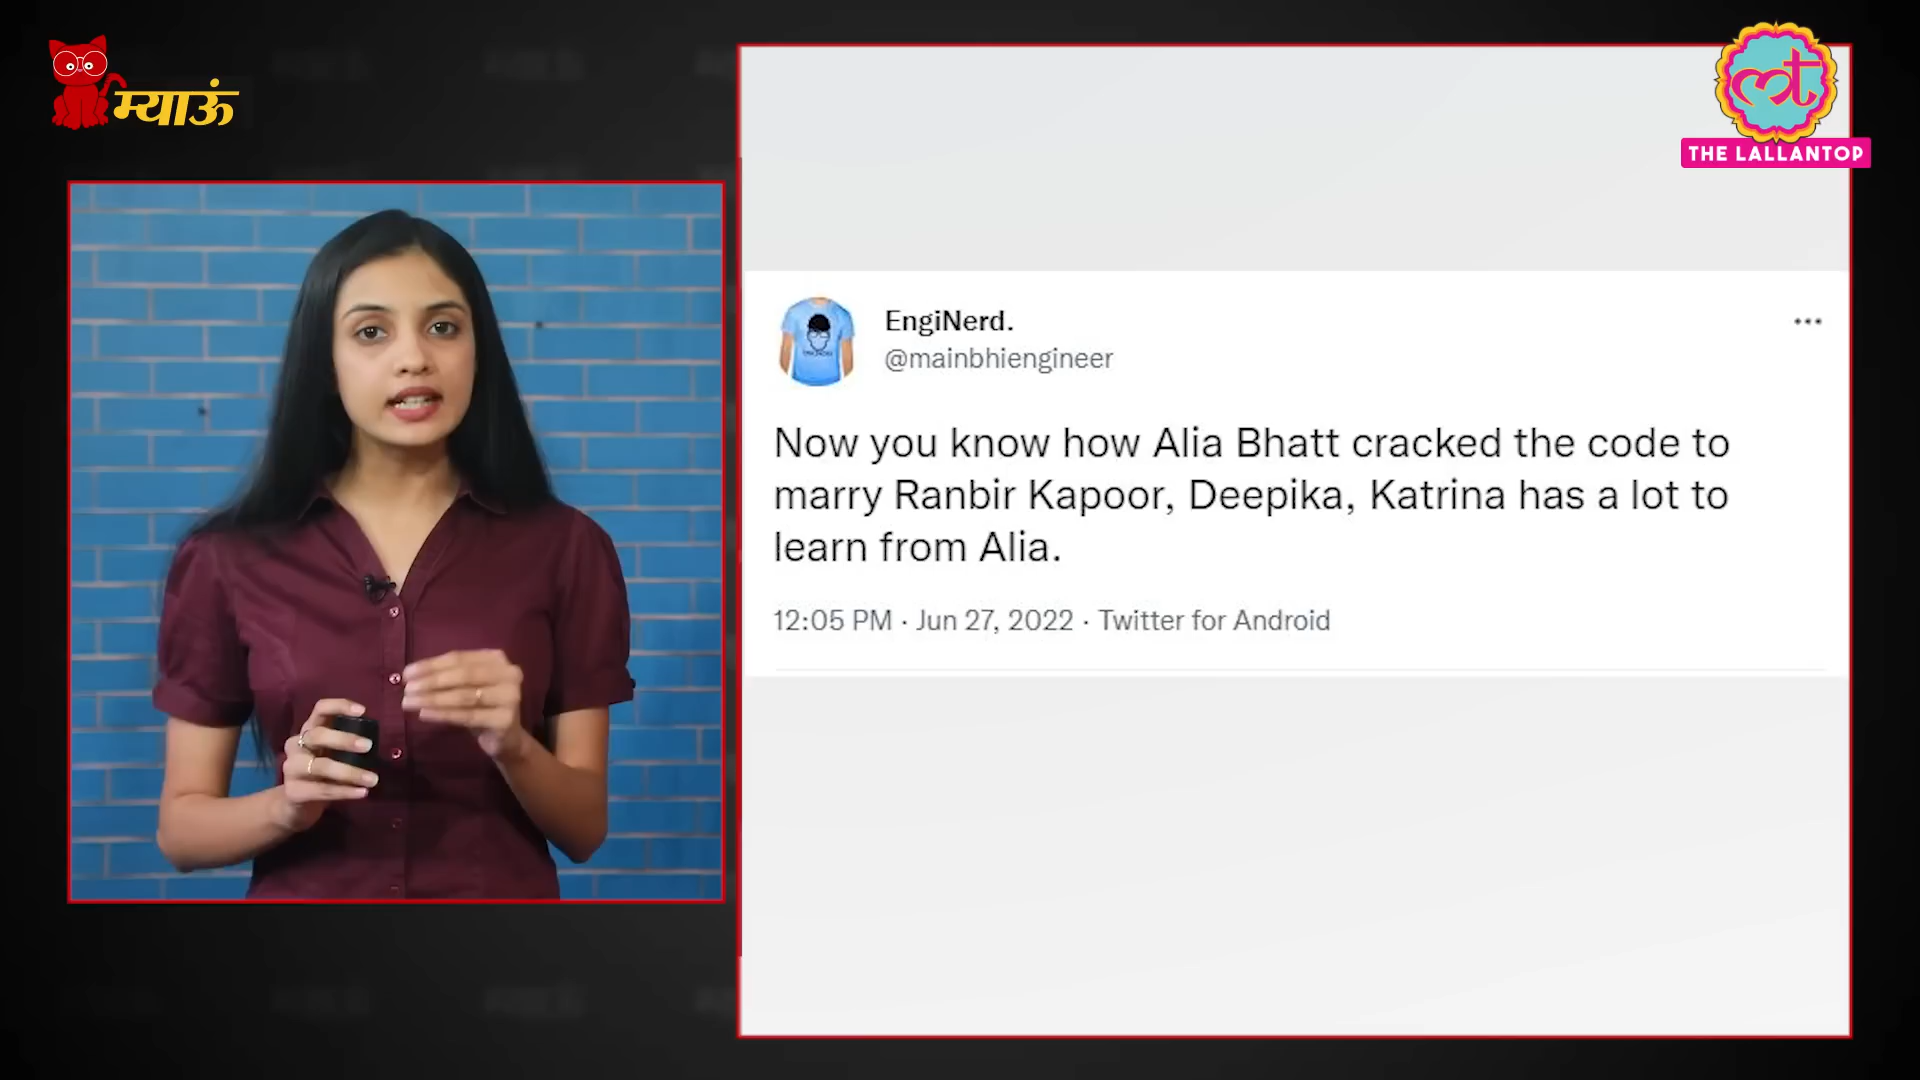 म्याऊं
लT
THE LALLANTOP
EngiNerd.
@mainbhiengineer
Now you know how Alia Bhatt cracked the code to
marry Ranbir Kapoor, Deepika, Katrina has a lot to
learn from Alia.
12:05 PM · Jun 27, 2022 · Twitter for Android